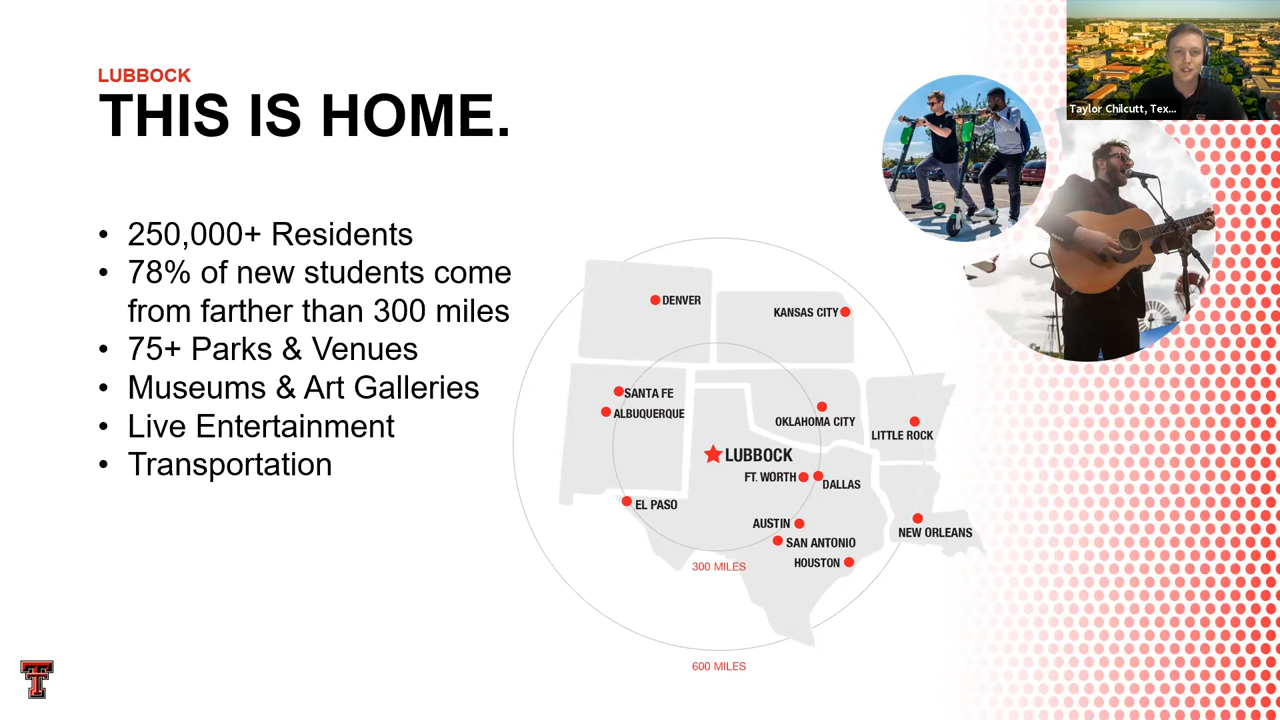 LUBBOCK
THIS IS HOME.
• 250,000+ Residents
• 78% of new students come
from farther than 300 miles
• 75+ Parks & Venues
• Museums & Art Galleries
• Live Entertainment
• Transportation
Taylor Chilcutt, Tex...
DENVER
KANSAS CITY
SANTA FE
ALBUQUERQUE
OKLAHOMA CITY
LITTLE ROCK
LUBBOCK
FT. WORTH
DALLAS
EL PASO
AUSTIN
NEW ORLEANS
SAN ANTONIO
HOUSTON
300 MILES
600 MILES